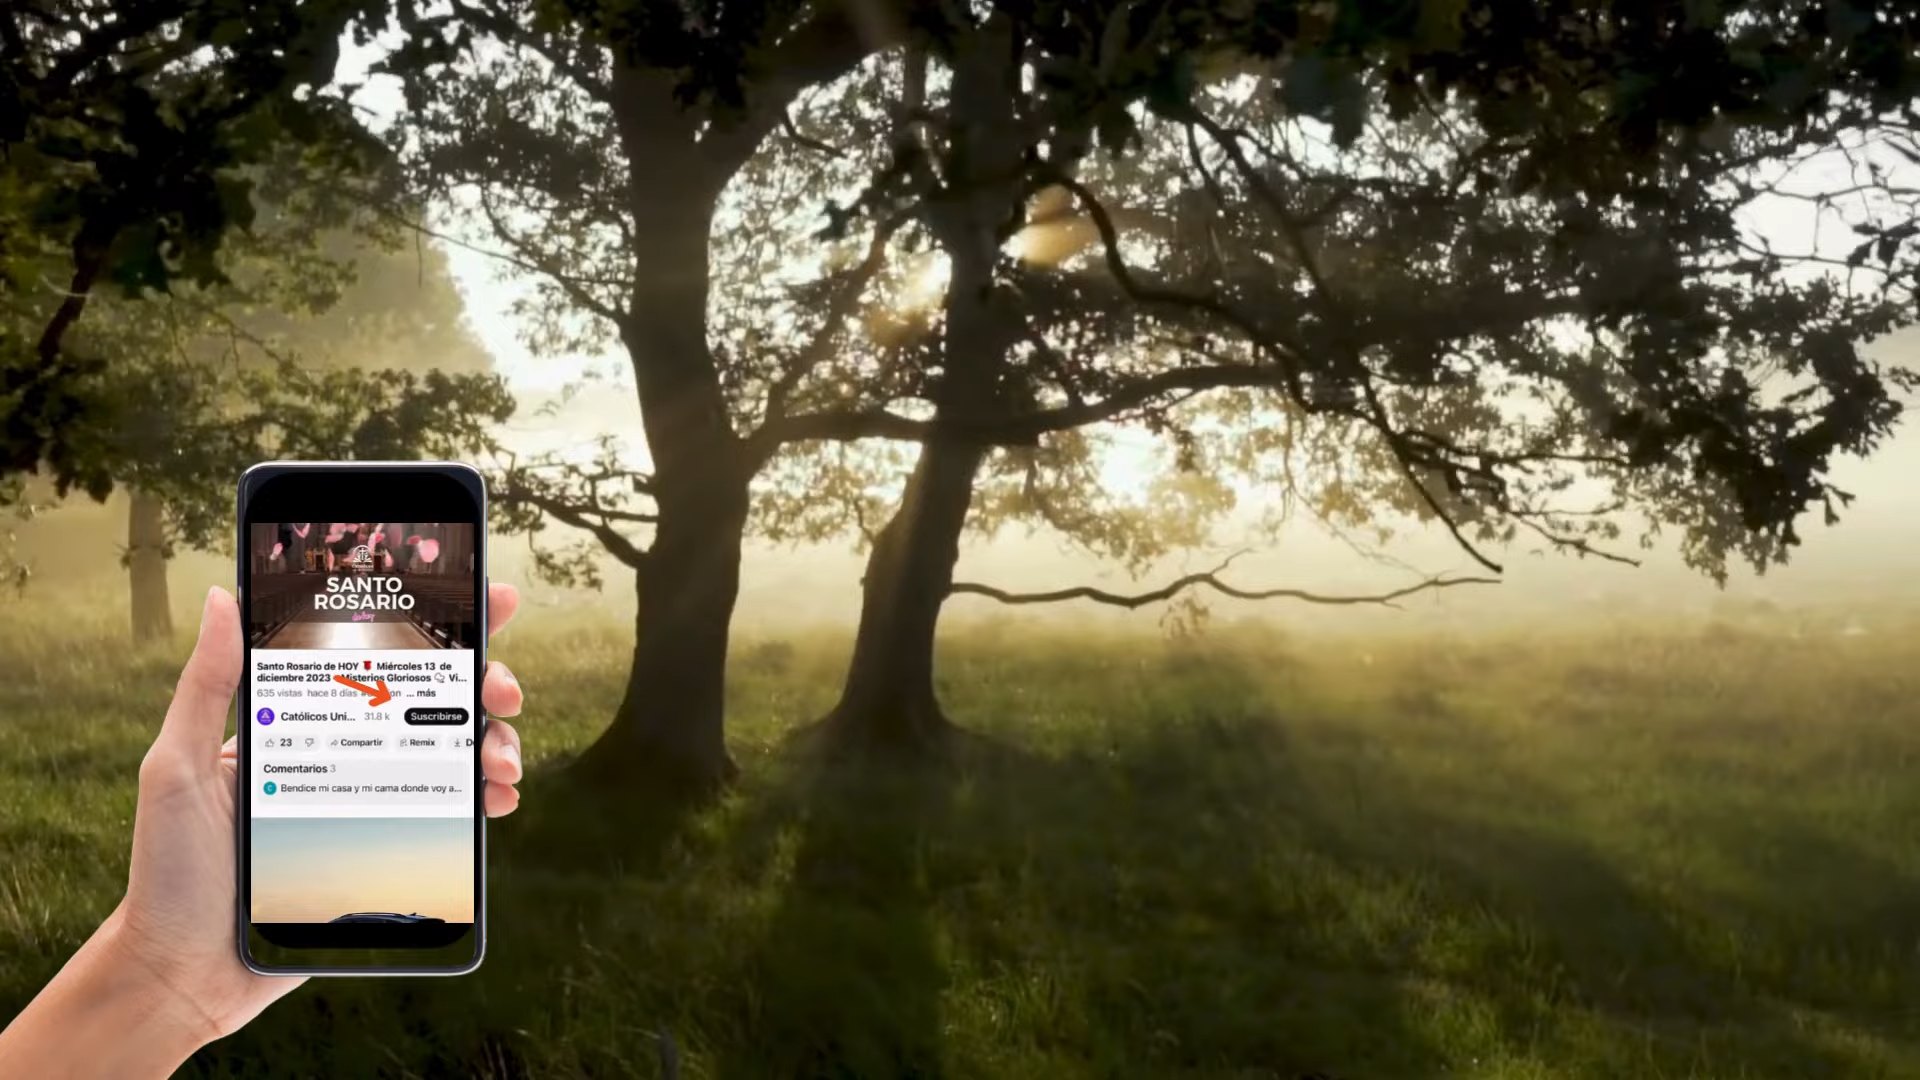 SANTO
ROSARIO
Santo Rosario de HOY 🌹 Miércoles 13 de
diciembre 2023 Misterios Gloriosos Vi...
635 vistas hace 8 días ... más
Católicos Uni... 31.8 k Suscribirse
23 Compartir Remix D
Comentarios 3
Bendice mi casa y mi cama donde voy a...